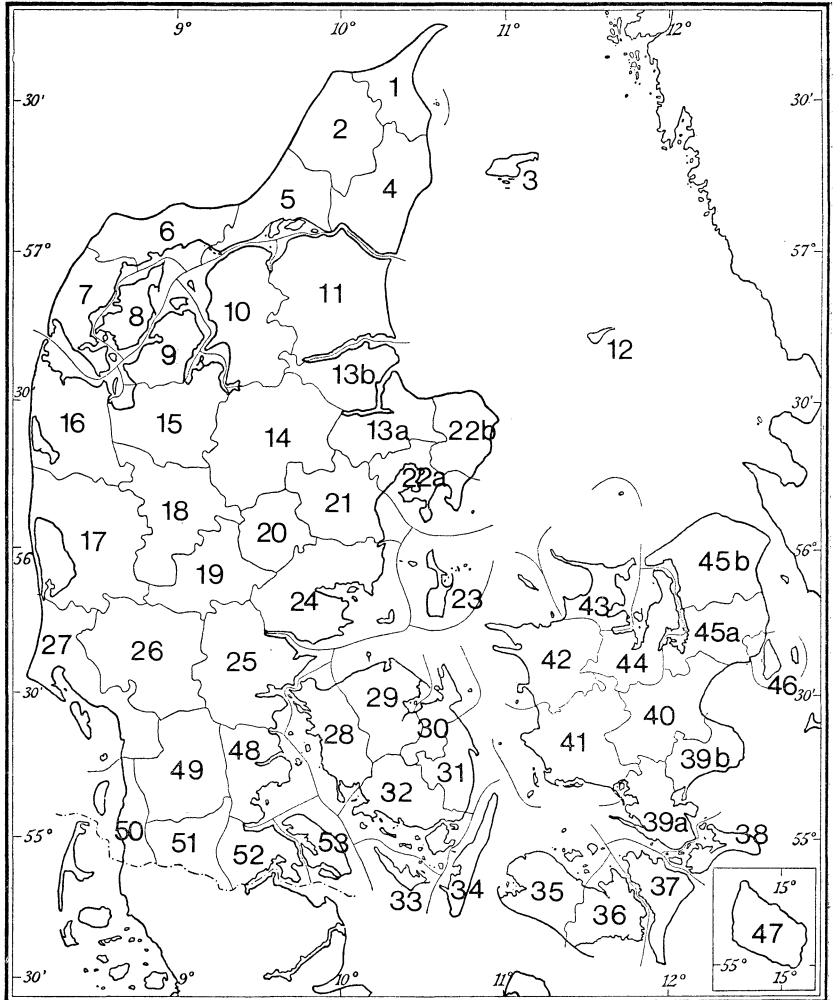 9° 10° 11° 12°
30' 1 30'
2
3
4
5
6
57° 57°
7 8 10 11
9 12
13b
30' 30'
16 15 14 13a 22b
22a
18 21
17 20
56° 56°
19 45b
24 23 43
45a
27 26 25 42 44
46
30' 29 30'
28 30 40
41
48 39b
49 31
32
39a
55° 50 51 52 53 38 55°
33 34 35 36 37 15°
47
55° 15°
30' 9° 10° 11° 12°